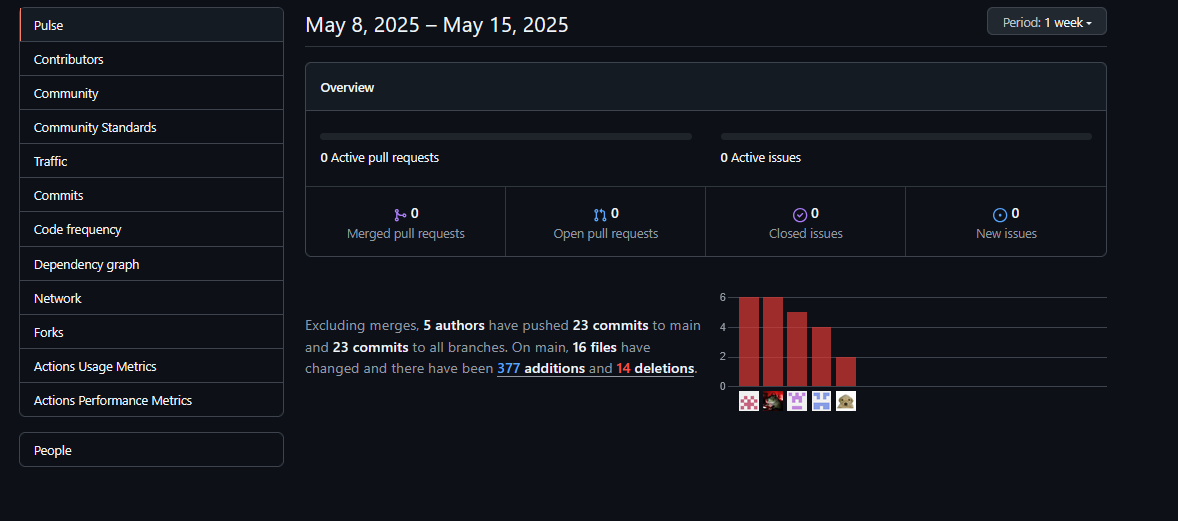 Pulse
Contributors
Community
Community Standards
Traffic
Commits
Code frequency
Dependency graph
Network
Forks
Actions Usage Metrics
Actions Performance Metrics
People
May 8, 2025 – May 15, 2025
Period: 1 week
Overview
0 Active pull requests
0 Active issues
0
Merged pull requests
0
Open pull requests
0
Closed issues
0
New issues
Excluding merges, 5 authors have pushed 23 commits to main
and 23 commits to all branches. On main, 16 files have
changed and there have been 377 additions and 14 deletions.
6
4
2
0